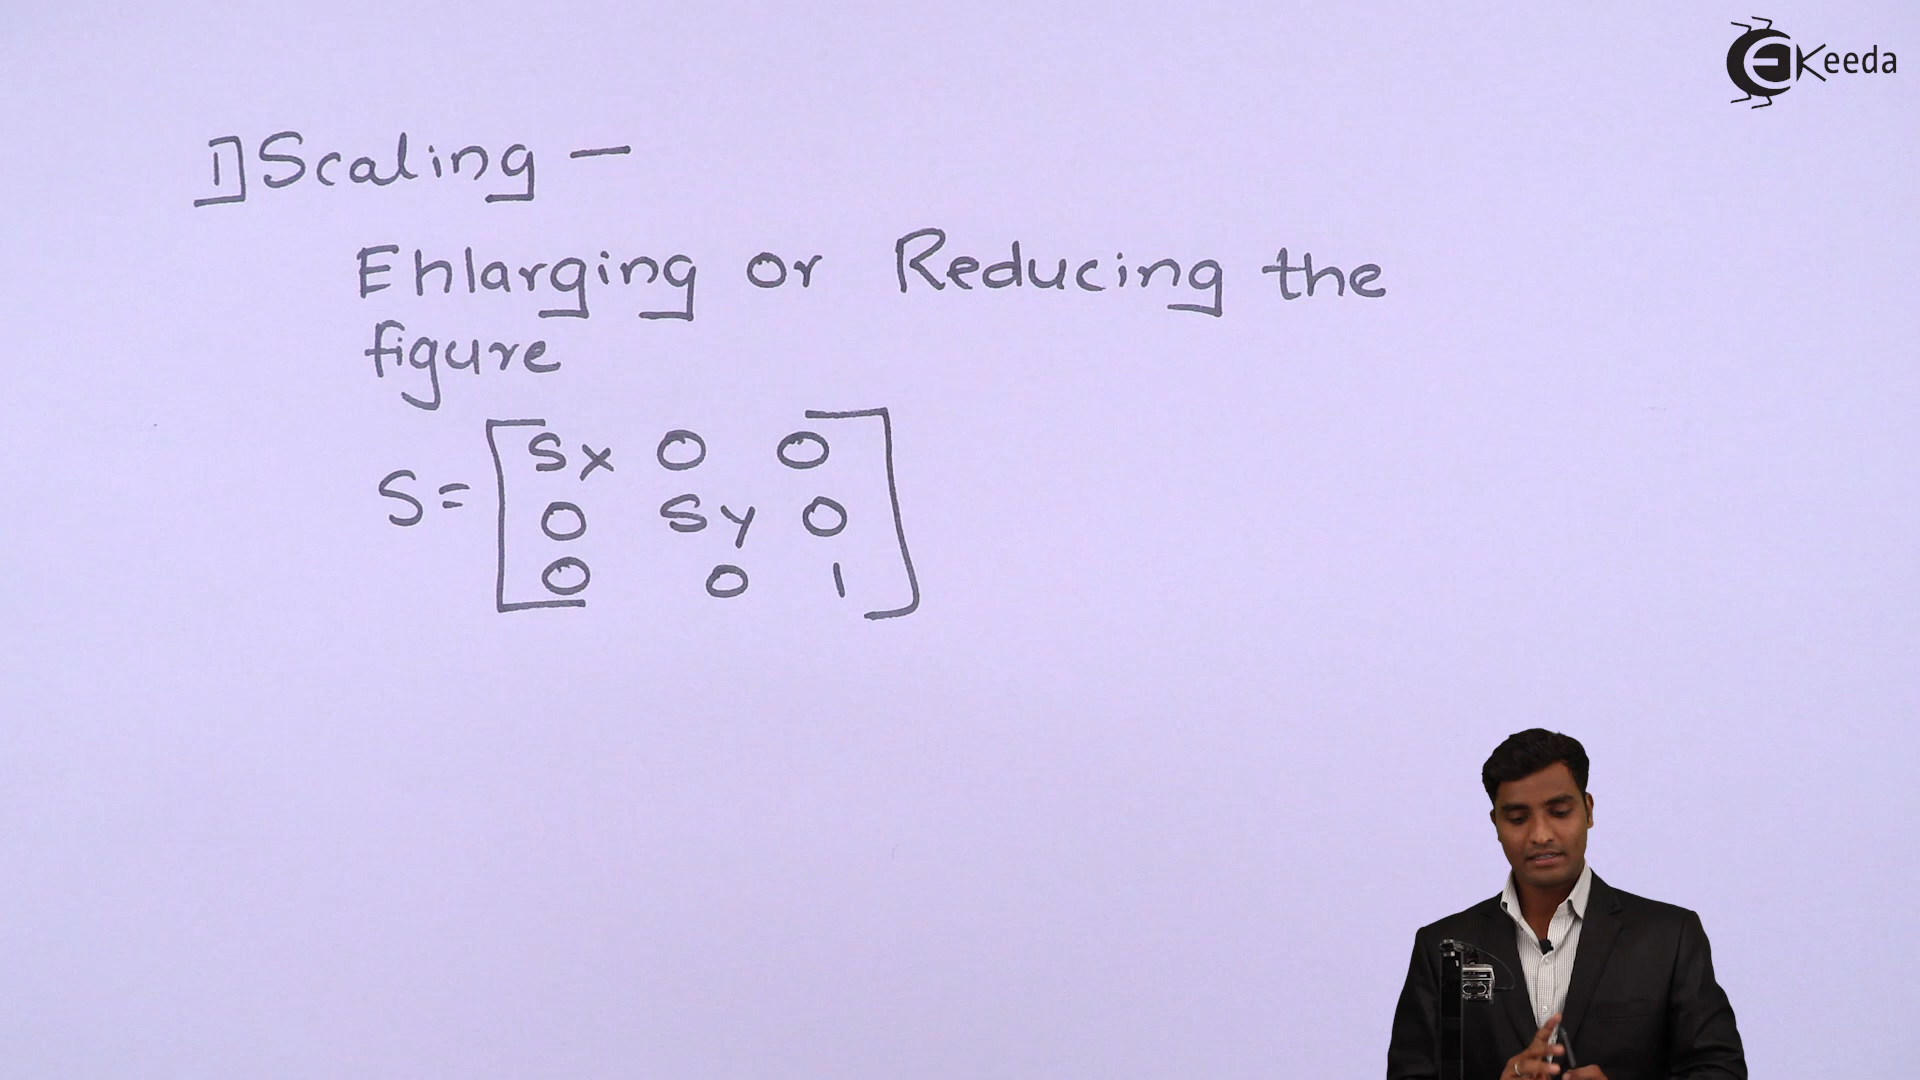 EKeeda
1] Scaling –
Enlarging or Reducing the
figure
S = [ Sx 0 0
0 Sy 0
0 0 1 ]